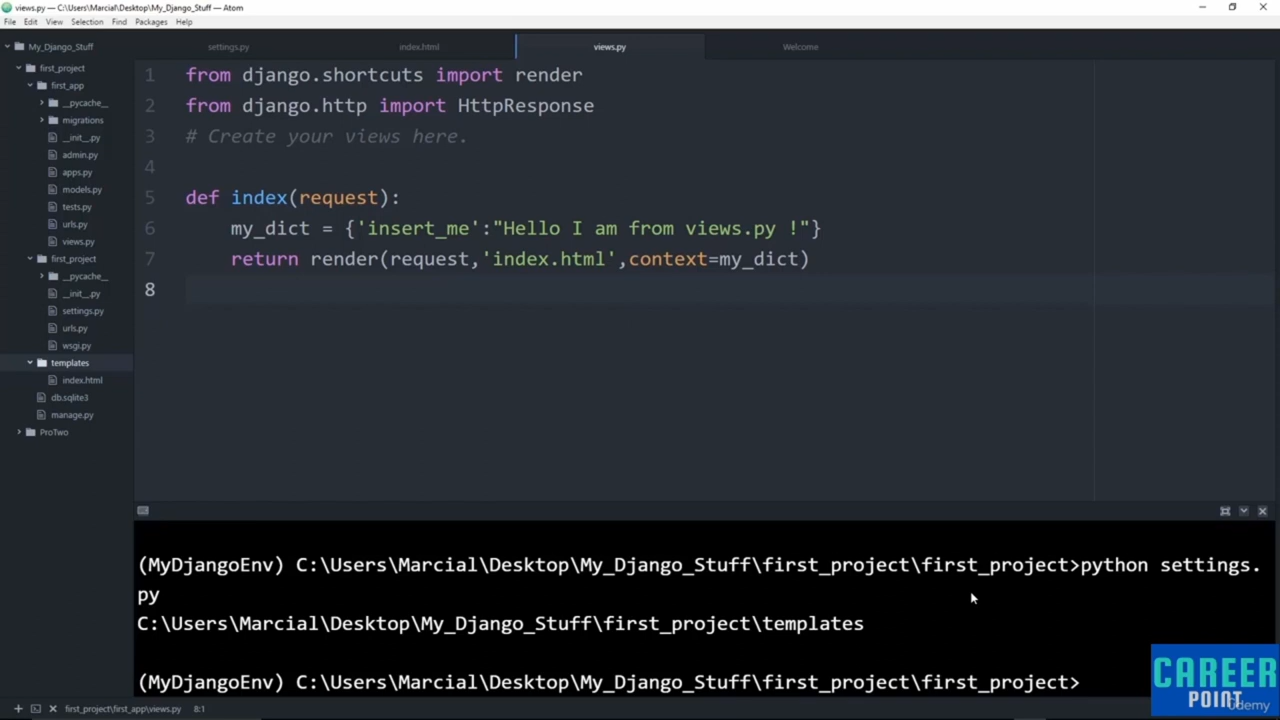 views.py — C:\Users\Marcial\Desktop\My_Django_Stuff — Atom
File Edit View Selection Find Packages Help
My_Django_Stuff
first_project
first_app
__pycache__
migrations
__init__.py
admin.py
apps.py
models.py
tests.py
urls.py
views.py
first_project
__pycache__
__init__.py
settings.py
urls.py
wsgi.py
templates
index.html
db.sqlite3
manage.py
ProTwo
settings.py index.html views.py Welcome
1 from django.shortcuts import render
2 from django.http import HttpResponse
3 # Create your views here.
4
5 def index(request):
6 my_dict = {'insert_me':"Hello I am from views.py !"}
7 return render(request,'index.html',context=my_dict)
8
(MyDjangoEnv) C:\Users\Marcial\Desktop\My_Django_Stuff\first_project\first_project>python settings.
py
C:\Users\Marcial\Desktop\My_Django_Stuff\first_project\templates
(MyDjangoEnv) C:\Users\Marcial\Desktop\My_Django_Stuff\first_project\first_project>
first_project\first_app\views.py 8:1
CAREER
POINT
Udemy